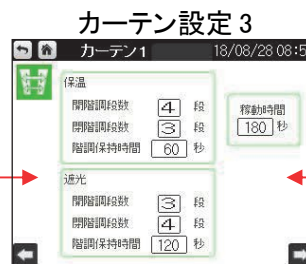 カーテン設定 3
カーテン1 18/08/28 08:5
保温
開階調段数 4 段
閉階調段数 3 段
階調保持時間 60 秒
稼動時間
180 秒
遮光
開階調段数 3 段
閉階調段数 4 段
階調保持時間 120 秒